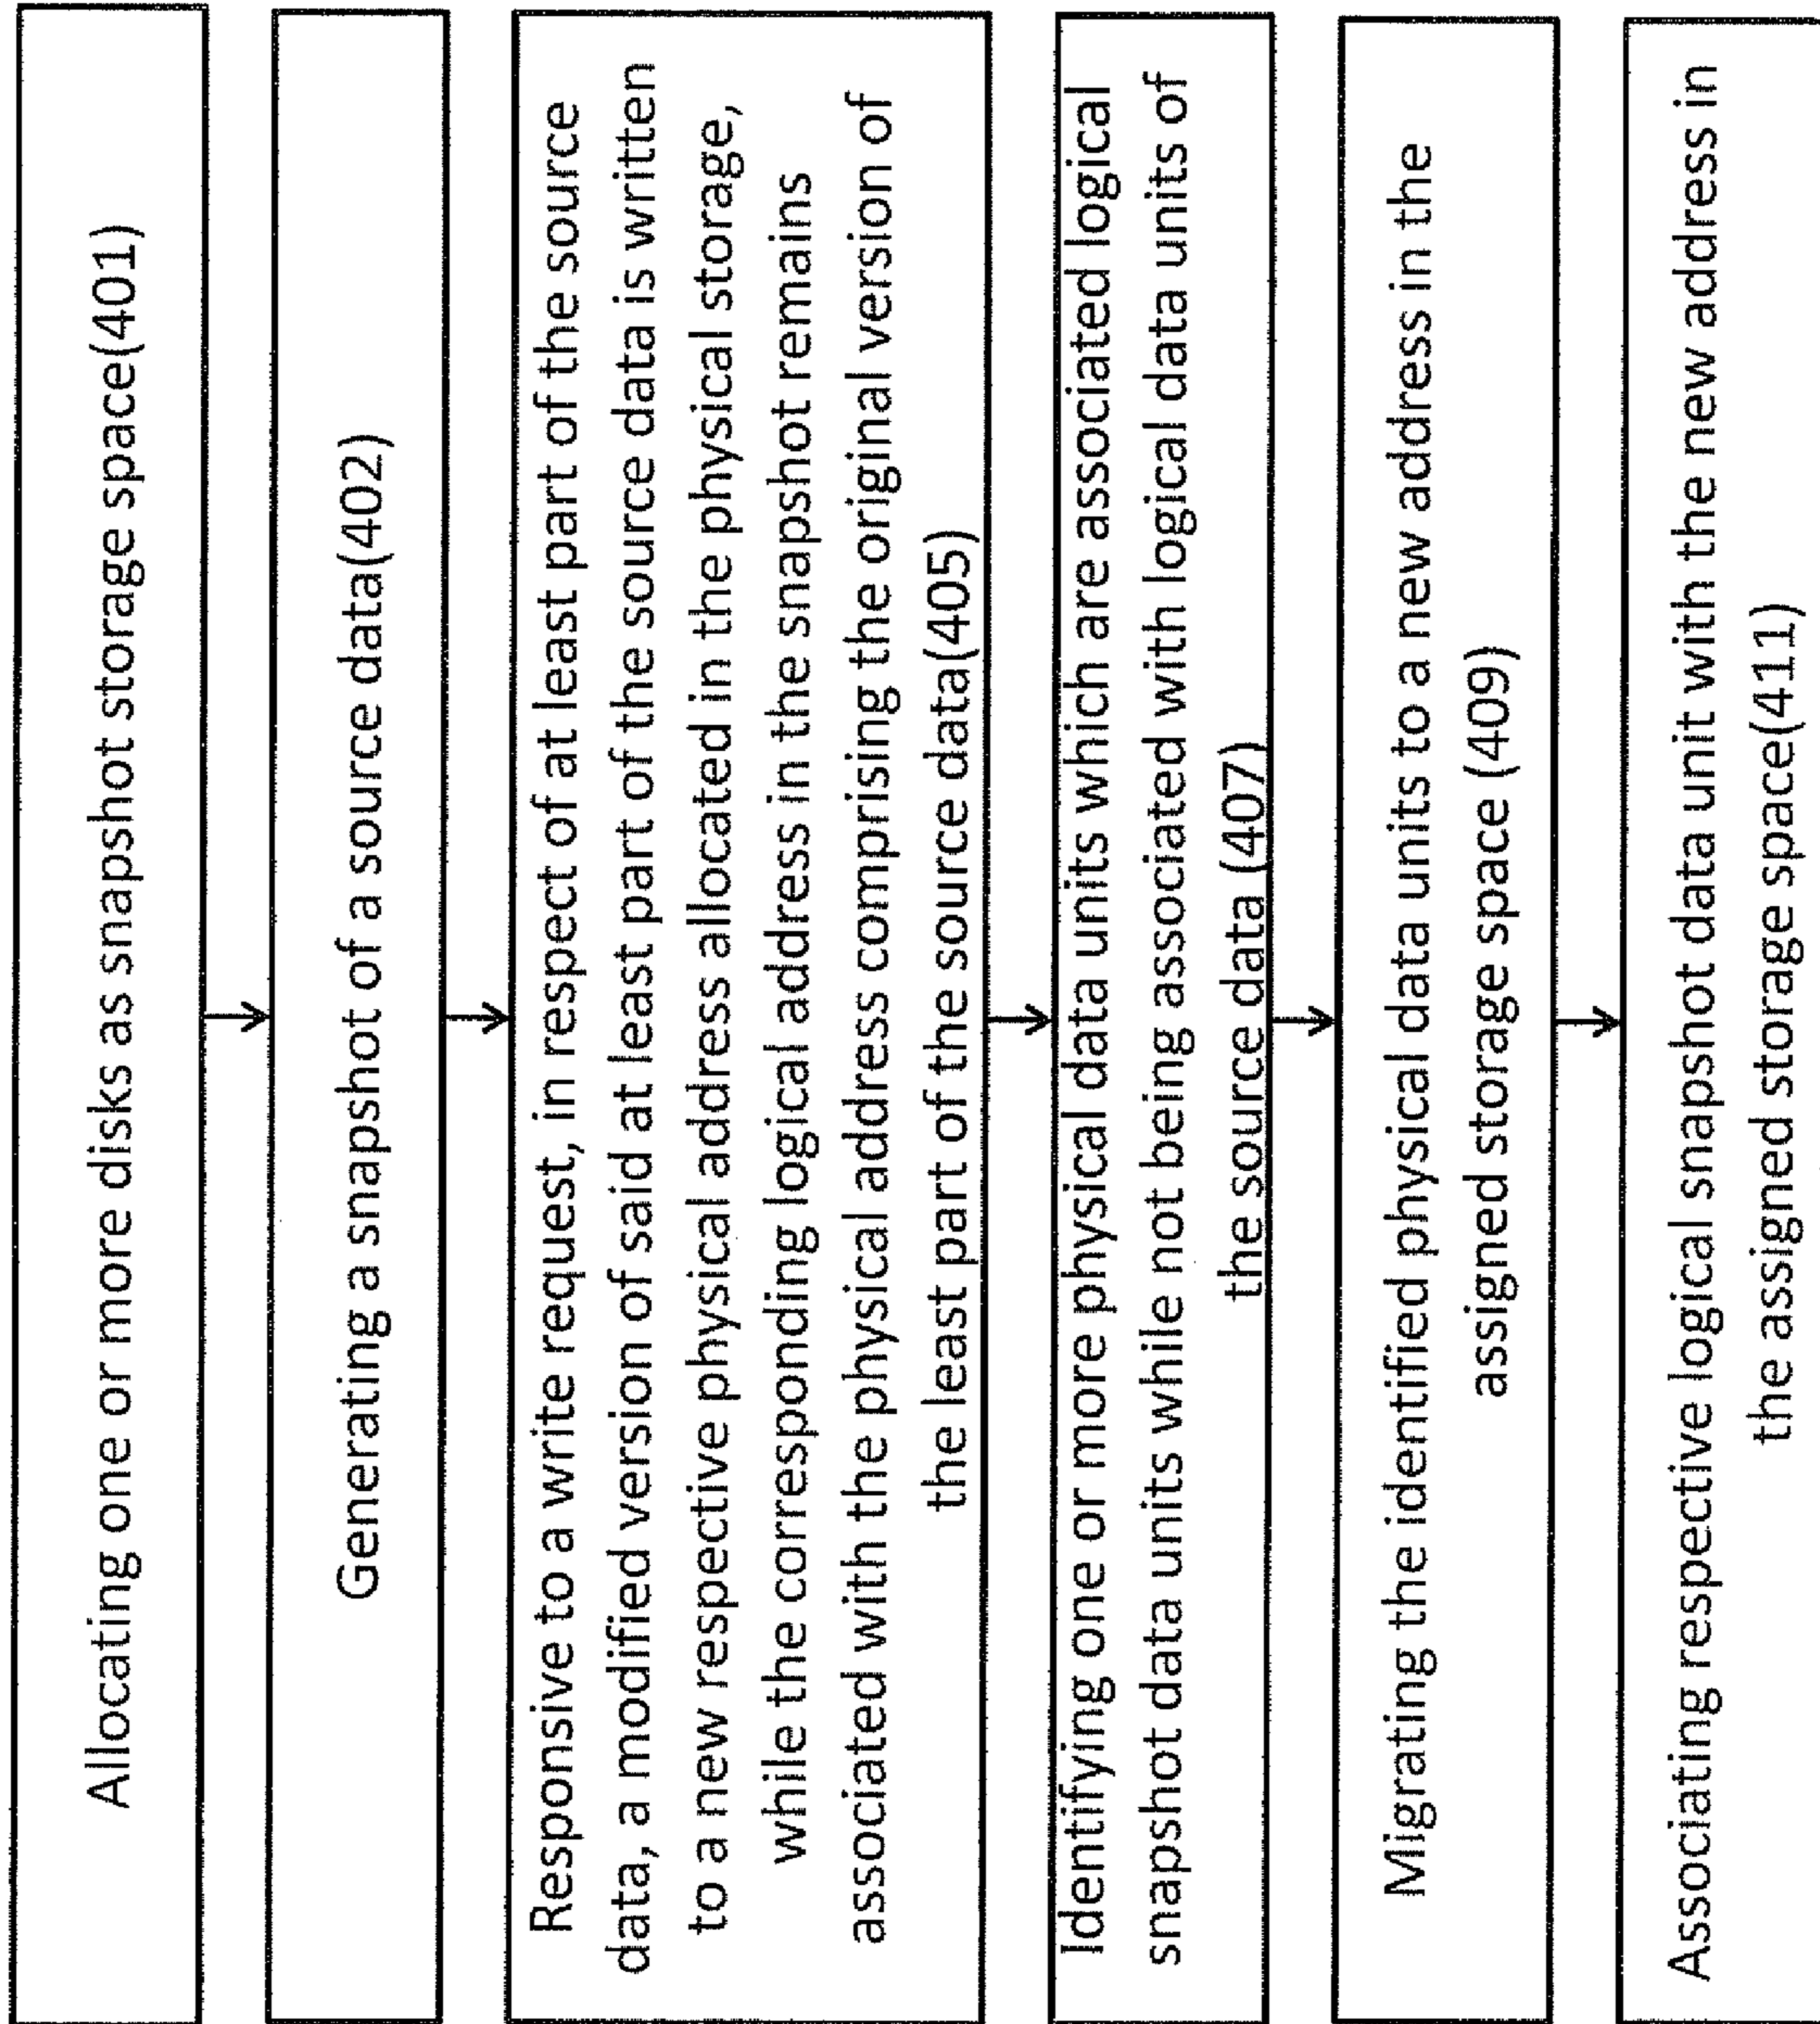 Allocating one or more disks as snapshot storage space(401)
Generating a snapshot of a source data(402)
Responsive to a write request, in respect of at least part of the source
data, a modified version of said at least part of the source data is written
to a new respective physical address allocated in the physical storage,
while the corresponding logical address in the snapshot remains
associated with the physical address comprising the original version of
the least part of the source data(405)
Identifying one or more physical data units which are associated logical
snapshot data units while not being associated with logical data units of
the source data (407)
Migrating the identified physical data units to a new address in the
assigned storage space (409)
Associating respective logical snapshot data unit with the new address in
the assigned storage space(411)